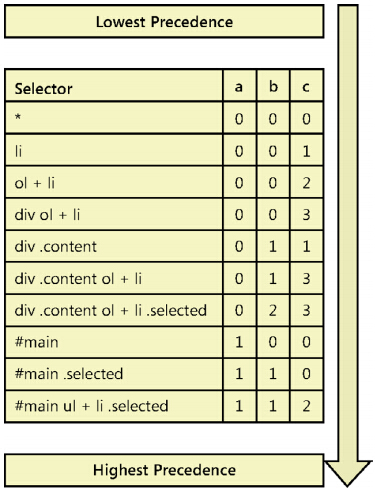 Lowest Precedence
Selector a b c
* 0 0 0
li 0 0 1
ol + li 0 0 2
div ol + li 0 0 3
div .content 0 1 1
div .content ol + li 0 1 3
div .content ol + li .selected 0 2 3
#main 1 0 0
#main .selected 1 1 0
#main ul + li .selected 1 1 2
Highest Precedence